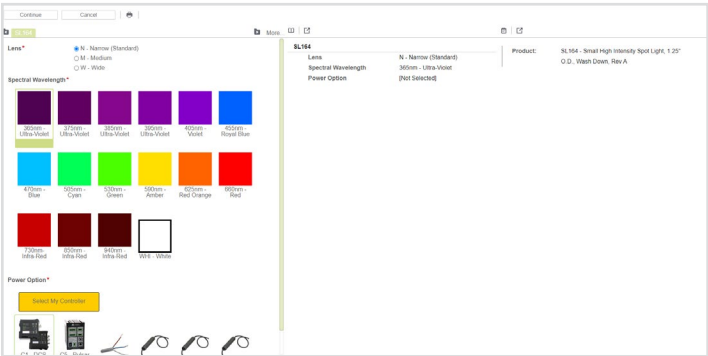 Continue
Cancel
SL164
More
Lens*
N - Narrow (Standard)
M - Medium
W - Wide
Spectral Wavelength*
365nm - Ultra-Violet
375nm - Ultra-Violet
385nm - Ultra-Violet
395nm - Ultra-Violet
405nm - Violet
455nm - Royal Blue
470nm - Blue
505nm - Cyan
530nm - Green
590nm - Amber
625nm - Red Orange
660nm - Red
730nm- Infra-Red
850nm - Infra-Red
940nm - Infra-Red
WHI - White
Power Option*
Select My Controller
SL164
Lens N - Narrow (Standard)
Spectral Wavelength 365nm - Ultra-Violet
Power Option [Not Selected]
Product: SL164 - Small High Intensity Spot Light, 1.25"
O.D., Wash Down, Rev A